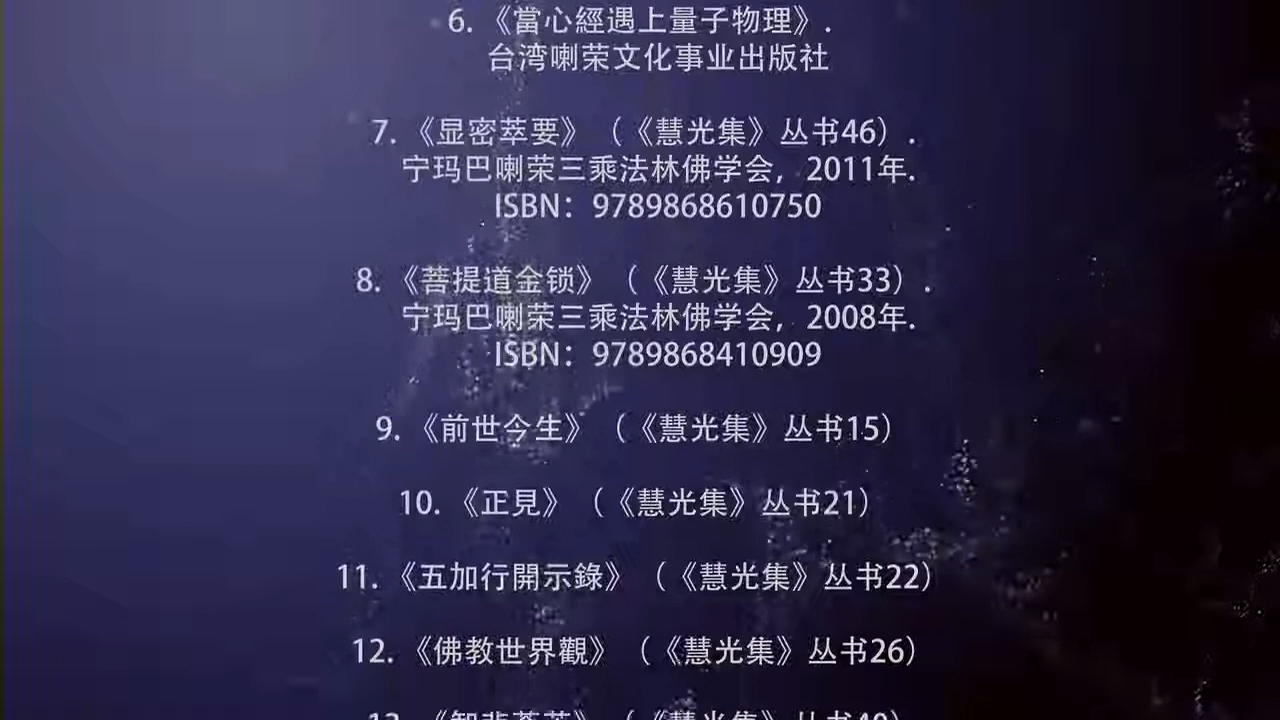 6. 《當心經遇上量子物理》.
台湾喇荣文化事业出版社
7. 《显密萃要》（《慧光集》丛书46）.
宁玛巴喇荣三乘法林佛学会，2011年.
ISBN：9789868610750
8. 《菩提道金锁》（《慧光集》丛书33）.
宁玛巴喇荣三乘法林佛学会，2008年.
ISBN：9789868410909
9. 《前世今生》（《慧光集》丛书15）
10. 《正見》（《慧光集》丛书21）
11. 《五加行開示錄》（《慧光集》丛书22）
12. 《佛教世界觀》（《慧光集》丛书26）